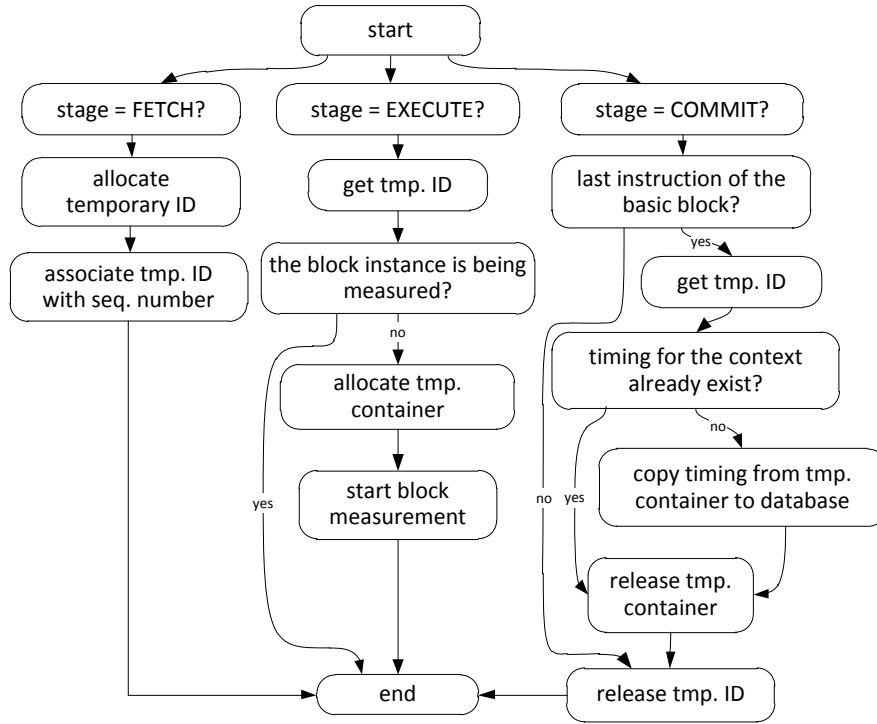 start
stage = FETCH?
stage = EXECUTE?
stage = COMMIT?
allocate
temporary ID
get tmp. ID
last instruction of the
basic block?
yes
associate tmp. ID
with seq. number
the block instance is being
measured?
get tmp. ID
no
timing for the context
already exist?
allocate tmp.
container
no
copy timing from tmp.
container to database
start block
measurement
yes
no
yes
release tmp.
container
end
release tmp. ID